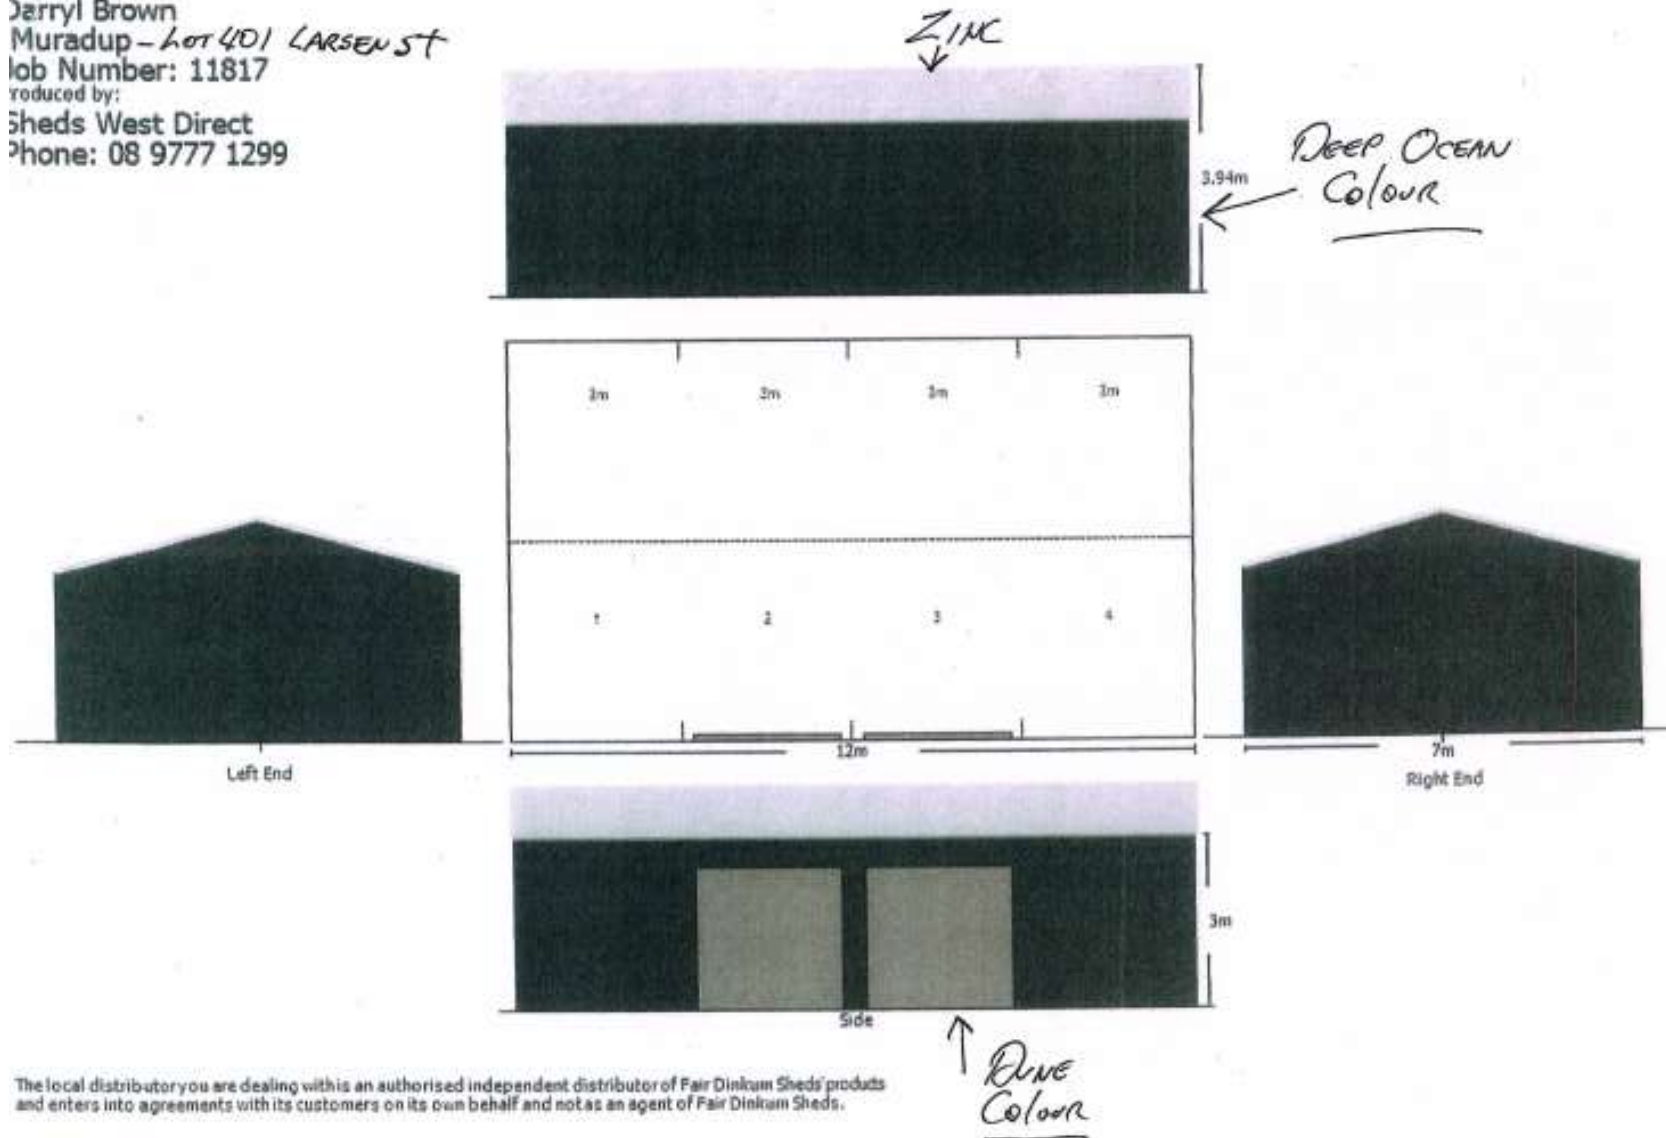 Darryl Brown
Muradup - LOT 401 LARSEN St
Job Number: 11817
Produced by:
Sheds West Direct
Phone: 08 9777 1299
ZINC
3.94m
DEEP OCEAN
Colour
3m 3m 3m 3m
1 2 3 4
12m
7m
Left End
Right End
3m
Side
DUNE
Colour
The local distributor you are dealing with is an authorised independent distributor of Fair Dinkum Sheds' products
and enters into agreements with its customers on its own behalf and not as an agent of Fair Dinkum Sheds.